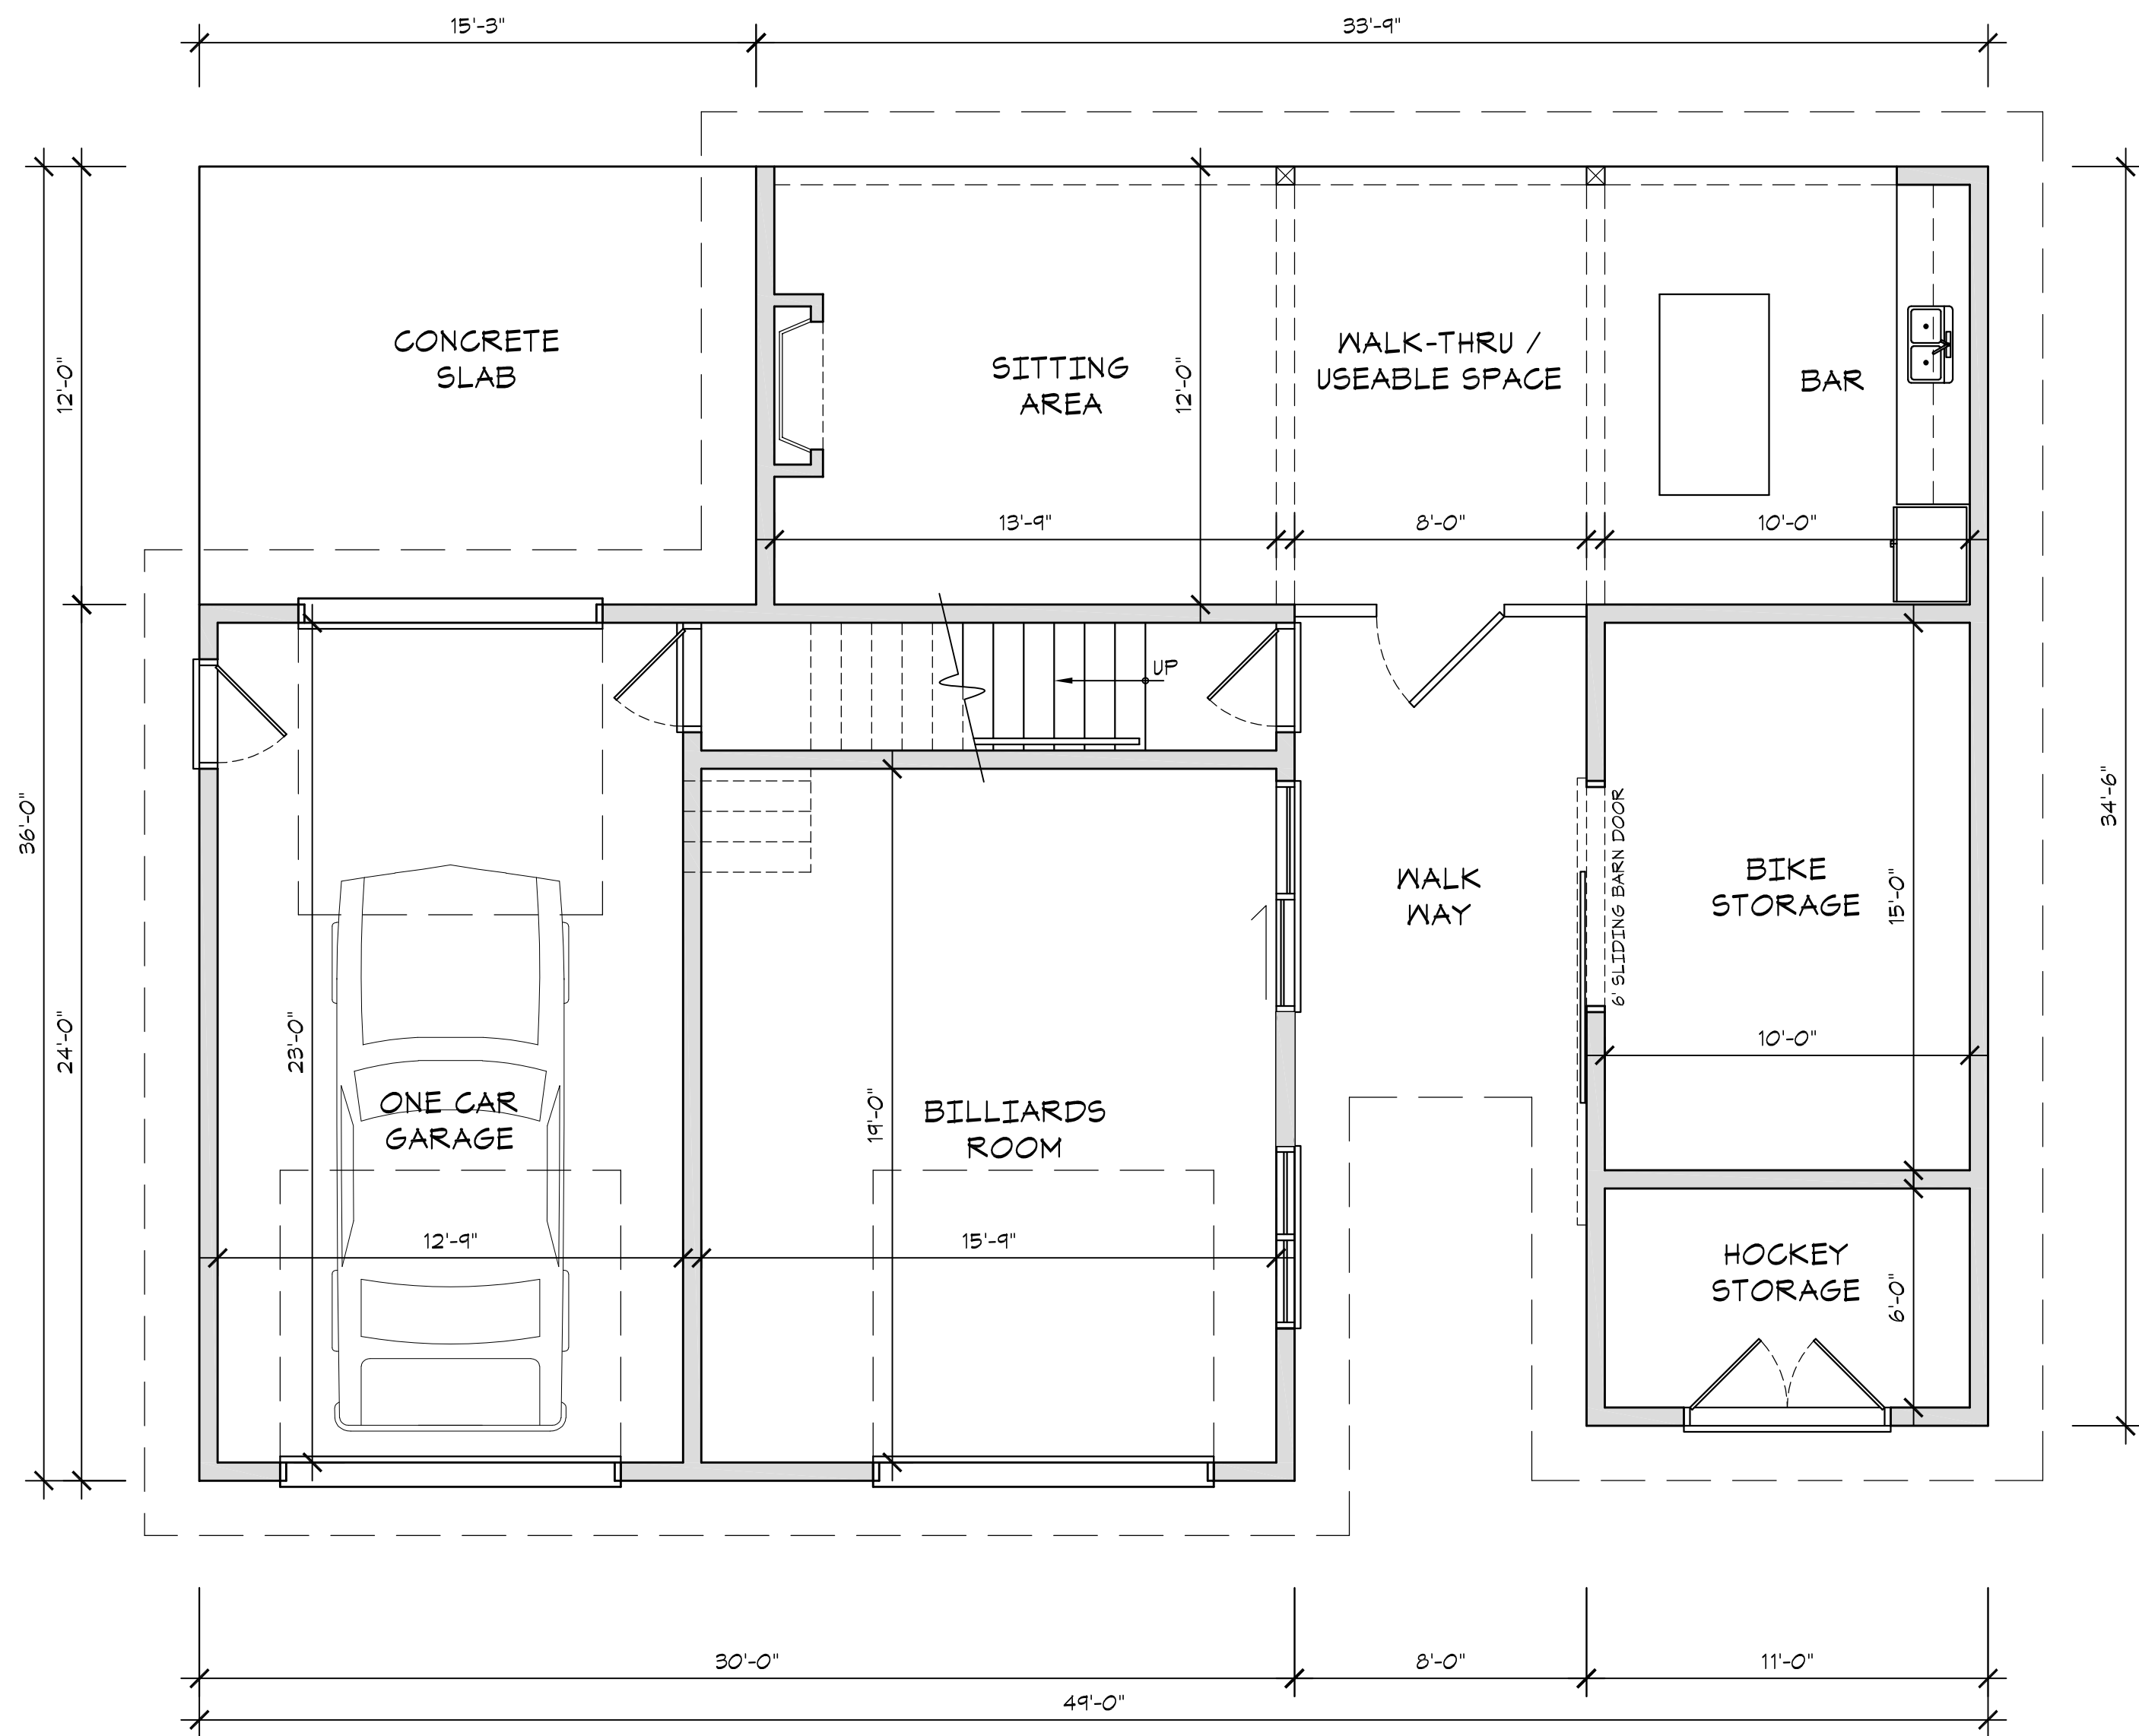 15'-3"
33'-9"
CONCRETE
SLAB
SITTING
AREA
WALK-THRU /
USEABLE SPACE
BAR
12'-0"
12'-0"
13'-9"
8'-0"
10'-0"
UP
36'-0"
24'-0"
34'-6"
6' SLIDING BARN DOOR
WALK
WAY
BIKE
STORAGE
15'-0"
23'-0"
10'-0"
ONE CAR
GARAGE
19'-0"
BILLIARDS
ROOM
12'-9"
15'-9"
HOCKEY
STORAGE
6'-0"
30'-0"
8'-0"
11'-0"
49'-0"